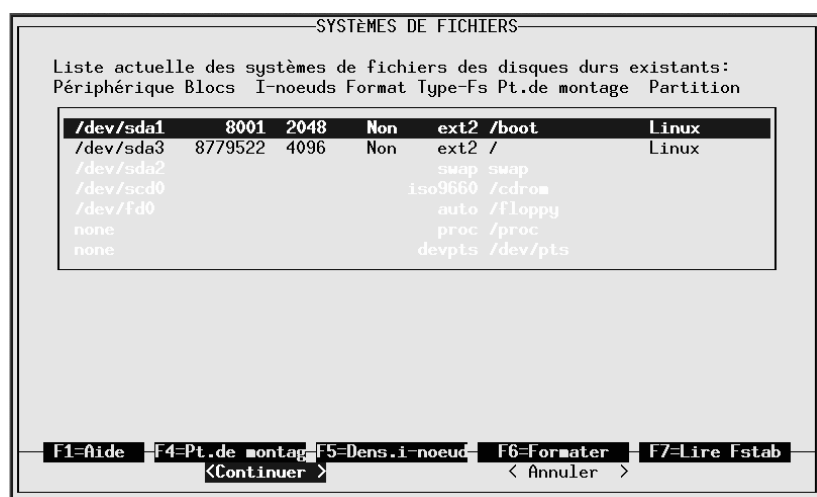 SYSTèMES DE FICHIERS
Liste actuelle des systèmes de fichiers des disques durs existants:
Périphérique Blocs I-noeuds Format Type-Fs Pt.de montage Partition
/dev/sda1 8001 2048 Non ext2 /boot Linux
/dev/sda3 8779522 4096 Non ext2 / Linux
/dev/sda2 swap swap
/dev/scd0 iso9660 /cdrom
/dev/fd0 auto /floppy
none proc /proc
none devpts /dev/pts
F1=Aide F4=Pt.de montag F5=Dens.i-noeud F6=Formater F7=Lire Fstab
<Continuer > < Annuler >